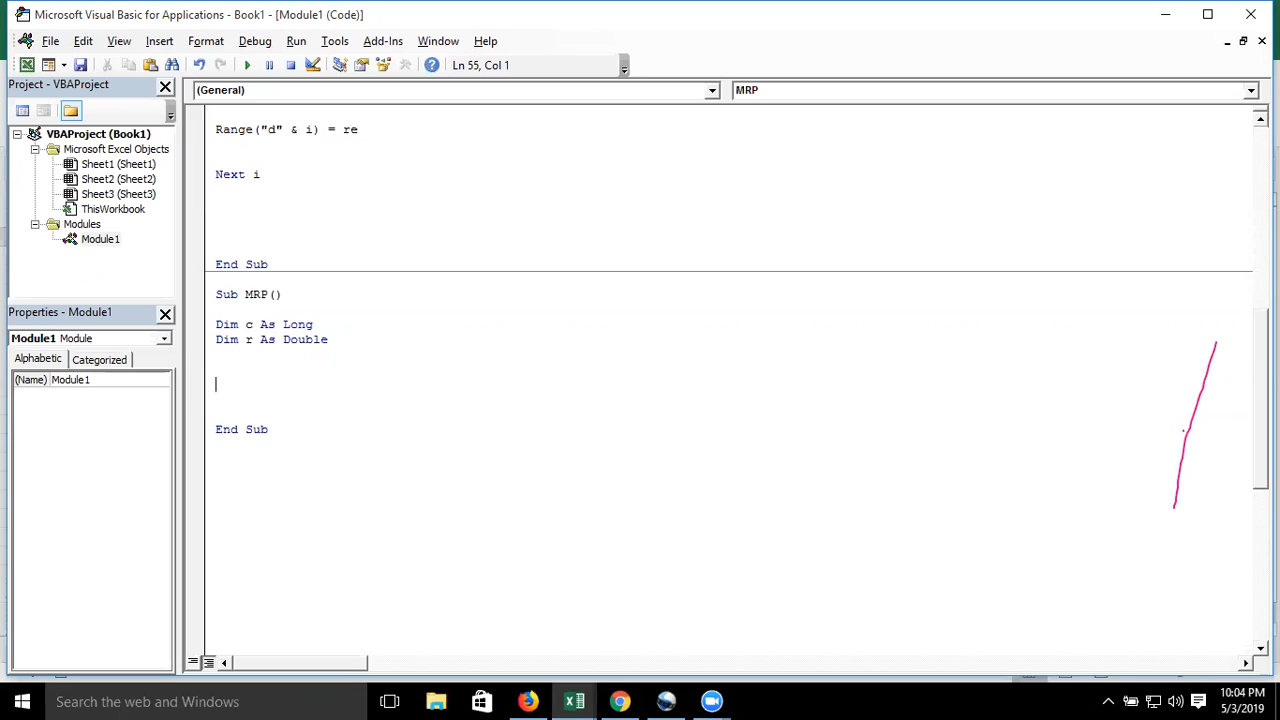 Microsoft Visual Basic for Applications - Book1 - [Module1 (Code)]
File Edit View Insert Format Debug Run Tools Add-Ins Window Help
Ln 55, Col 1
Project - VBAProject
(General)
MRP
VBAProject (Book1)
Microsoft Excel Objects
Sheet1 (Sheet1)
Sheet2 (Sheet2)
Sheet3 (Sheet3)
ThisWorkbook
Modules
Module1
Properties - Module1
Module1 Module
Alphabetic Categorized
(Name) Module1
Range("d" & i) = re
Next i
End Sub
Sub MRP()
Dim c As Long
Dim r As Double
End Sub
Search the web and Windows
10:04 PM
5/3/2019